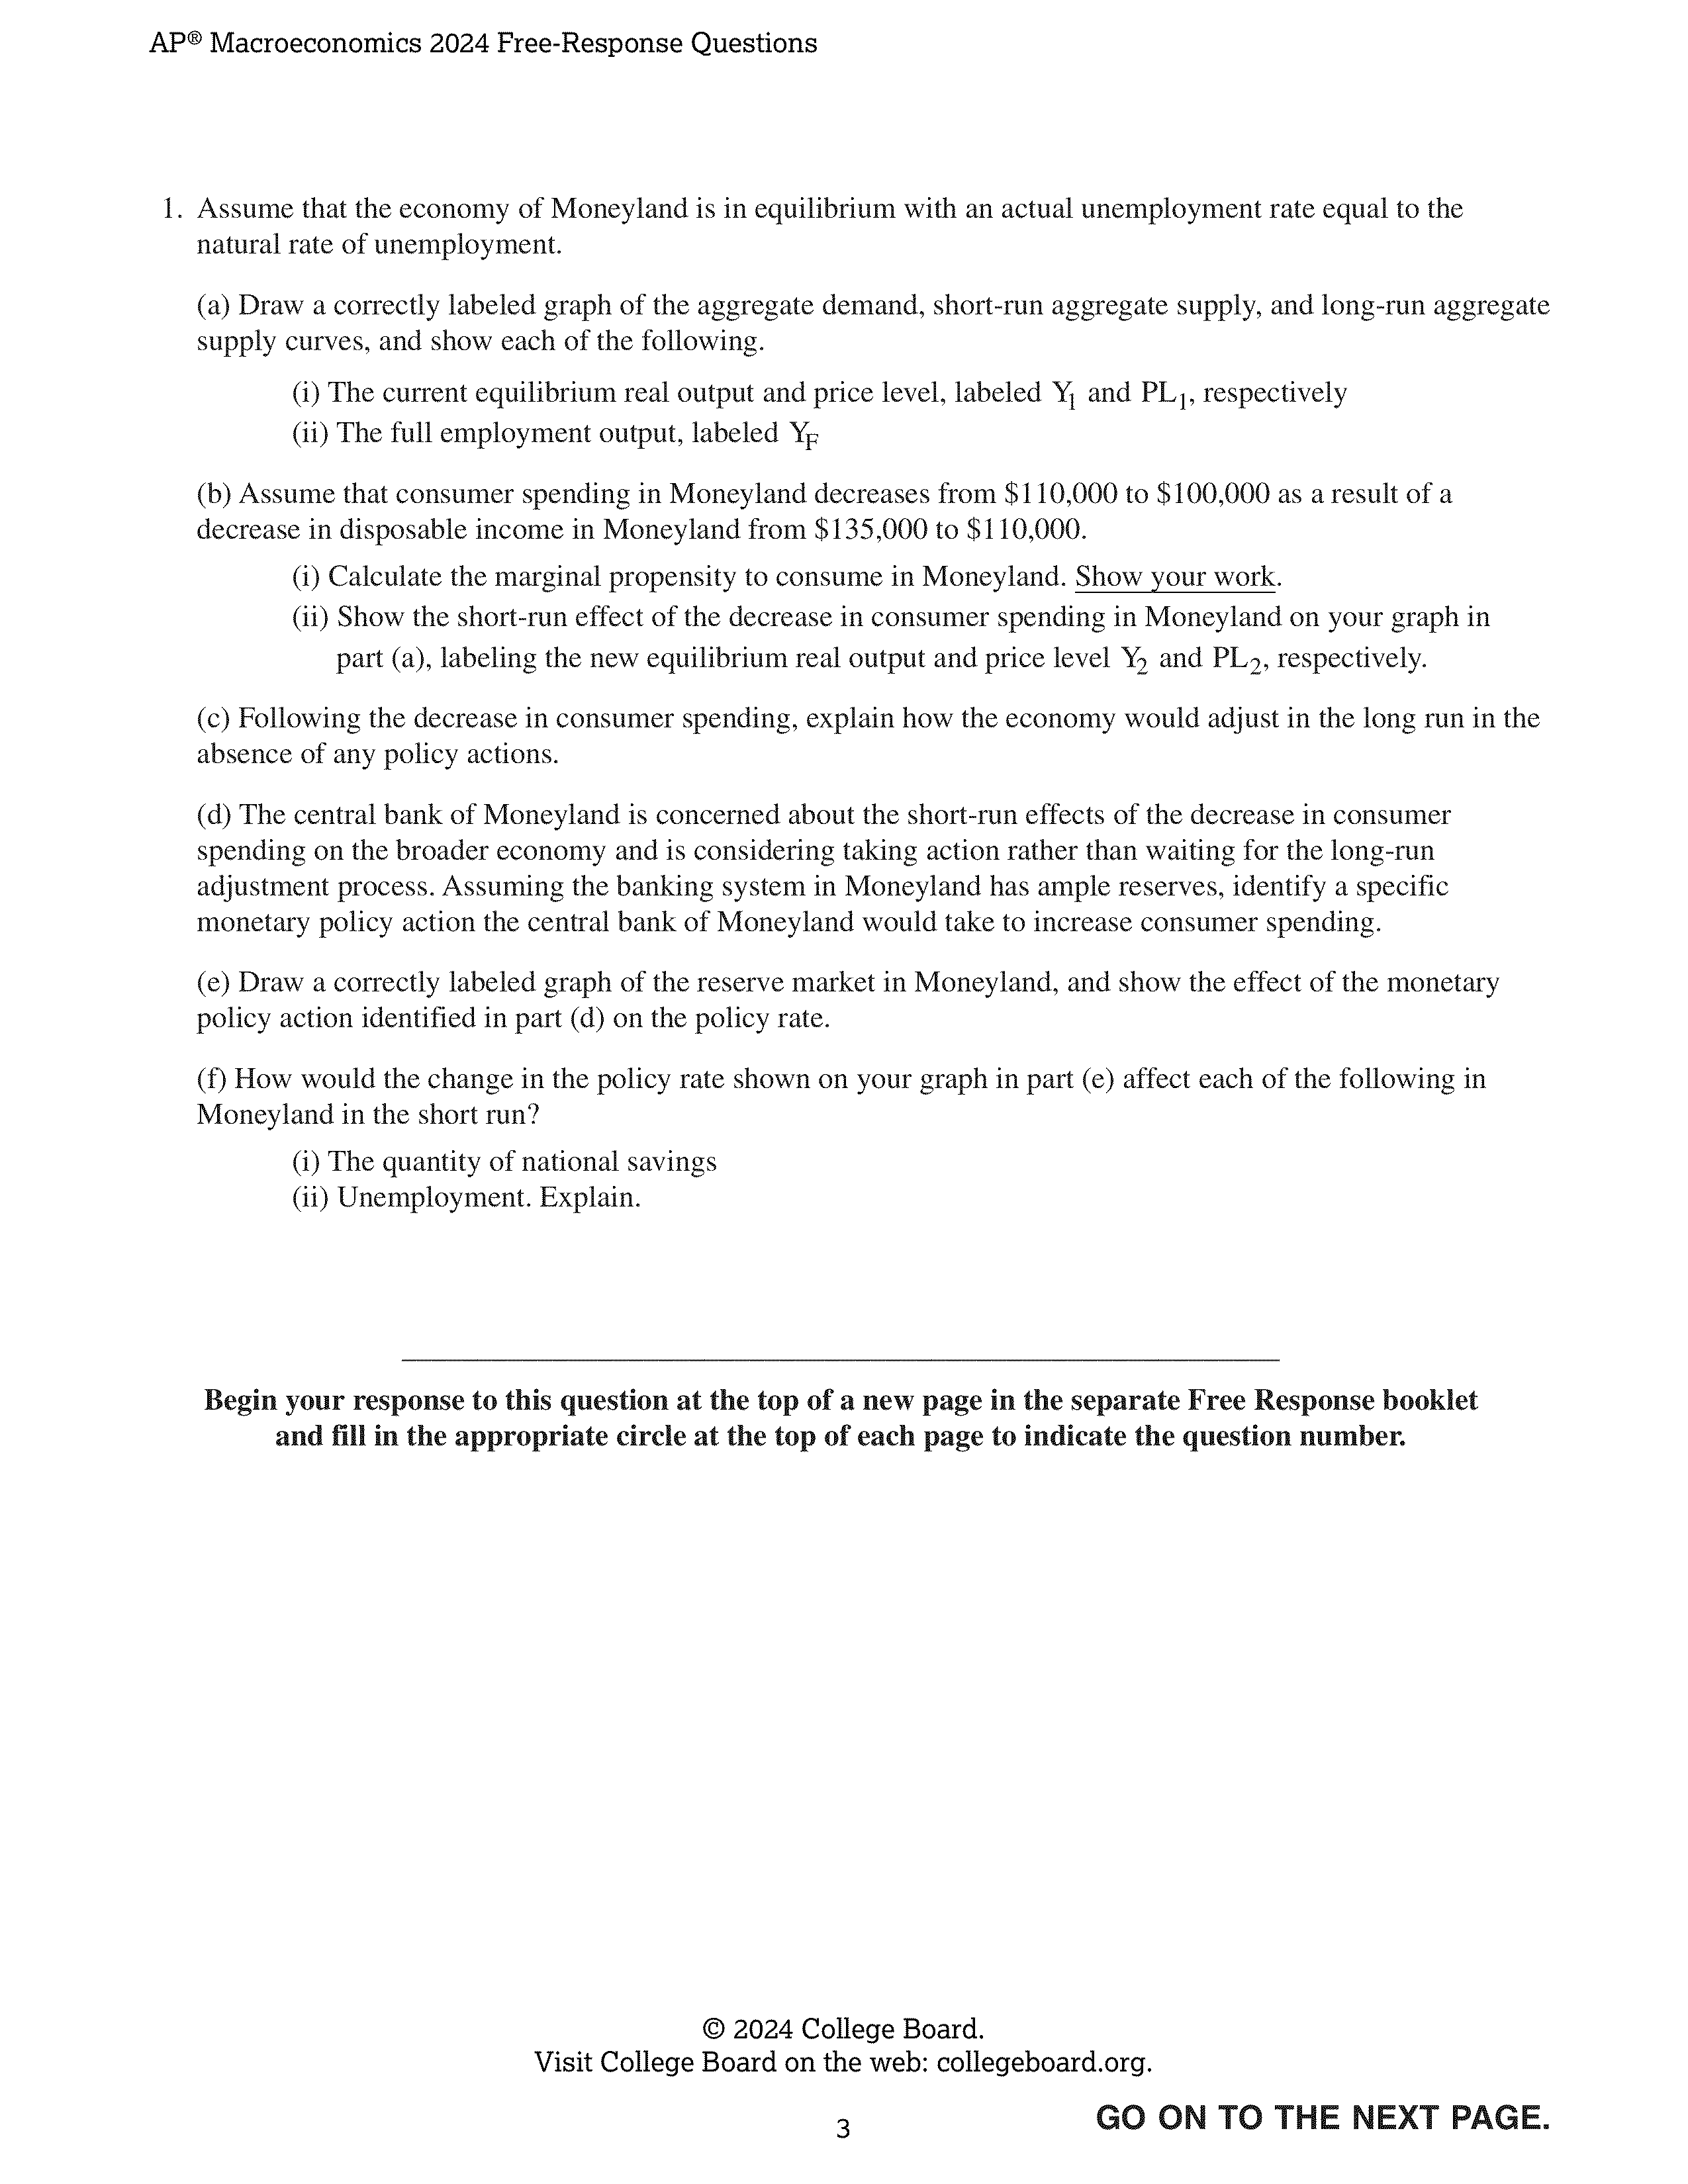 AP® Macroeconomics 2024 Free-Response Questions
1. Assume that the economy of Moneyland is in equilibrium with an actual unemployment rate equal to the
natural rate of unemployment.
(a) Draw a correctly labeled graph of the aggregate demand, short-run aggregate supply, and long-run aggregate
supply curves, and show each of the following.
(i) The current equilibrium real output and price level, labeled Y₁ and PL₁, respectively
(ii) The full employment output, labeled Y_F
(b) Assume that consumer spending in Moneyland decreases from $110,000 to $100,000 as a result of a
decrease in disposable income in Moneyland from $135,000 to $110,000.
(i) Calculate the marginal propensity to consume in Moneyland. Show your work.
(ii) Show the short-run effect of the decrease in consumer spending in Moneyland on your graph in
part (a), labeling the new equilibrium real output and price level Y₂ and PL₂, respectively.
(c) Following the decrease in consumer spending, explain how the economy would adjust in the long run in the
absence of any policy actions.
(d) The central bank of Moneyland is concerned about the short-run effects of the decrease in consumer
spending on the broader economy and is considering taking action rather than waiting for the long-run
adjustment process. Assuming the banking system in Moneyland has ample reserves, identify a specific
monetary policy action the central bank of Moneyland would take to increase consumer spending.
(e) Draw a correctly labeled graph of the reserve market in Moneyland, and show the effect of the monetary
policy action identified in part (d) on the policy rate.
(f) How would the change in the policy rate shown on your graph in part (e) affect each of the following in
Moneyland in the short run?
(i) The quantity of national savings
(ii) Unemployment. Explain.
Begin your response to this question at the top of a new page in the separate Free Response booklet
and fill in the appropriate circle at the top of each page to indicate the question number.
© 2024 College Board.
Visit College Board on the web: collegeboard.org.
GO ON TO THE NEXT PAGE.
3